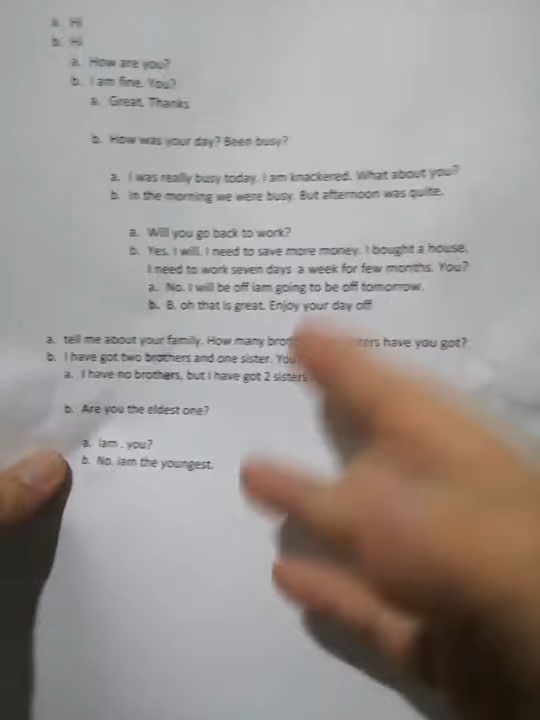 a. Hi
b. Hi
a. How are you?
b. I am fine. You?
a. Great. Thanks
b. How was your day? Been busy?
a. I was really busy today. I am knackered. What about you?
b. In the morning we were busy. But afternoon was quite.
a. Will you go back to work?
b. Yes. I will. I need to save more money. I bought a house.
I need to work seven days a week for few months. You?
a. No. I will be off iam going to be off tomorrow.
b. B. oh that is great. Enjoy your day off
a. tell me about your family. How many have you got?
b. I have got two brothers and one sister. You
a. I have no brothers, but I have got 2 sisters
b. Are you the eldest one?
a. Iam . you?
b. No. iam the youngest.